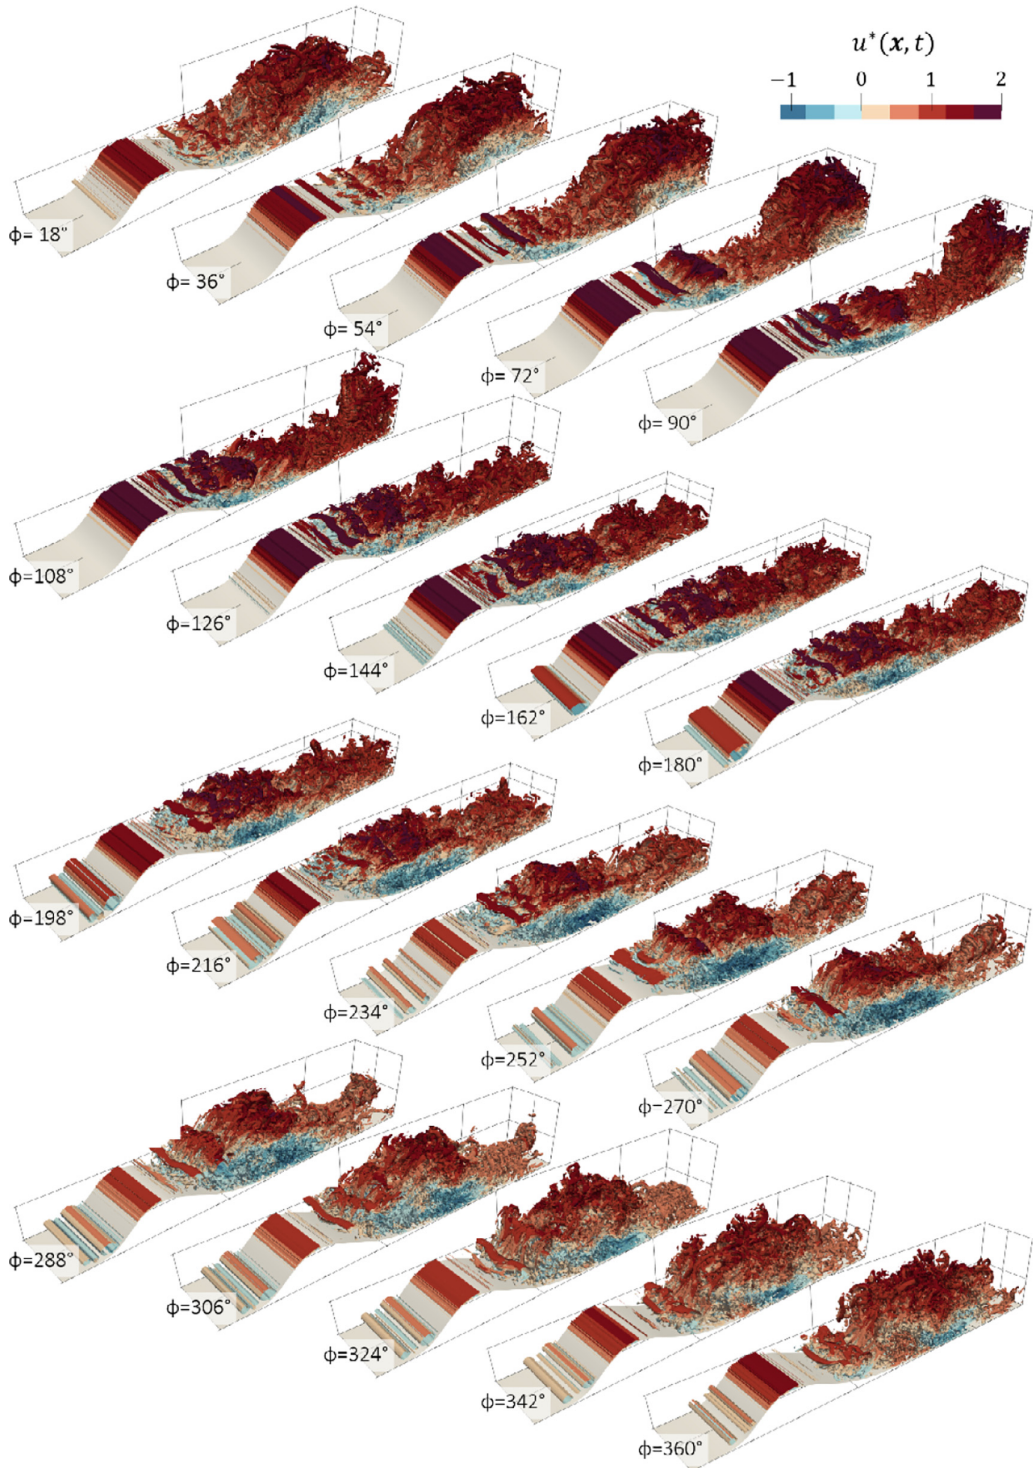 u*(x, t)
−1 0 1 2
ϕ= 18°
ϕ= 36°
ϕ= 54°
ϕ= 72°
ϕ= 90°
ϕ=108°
ϕ=126°
ϕ=144°
ϕ=162°
ϕ=180°
ϕ=198°
ϕ=216°
ϕ=234°
ϕ=252°
ϕ=270°
ϕ=288°
ϕ=306°
ϕ=324°
ϕ=342°
ϕ=360°